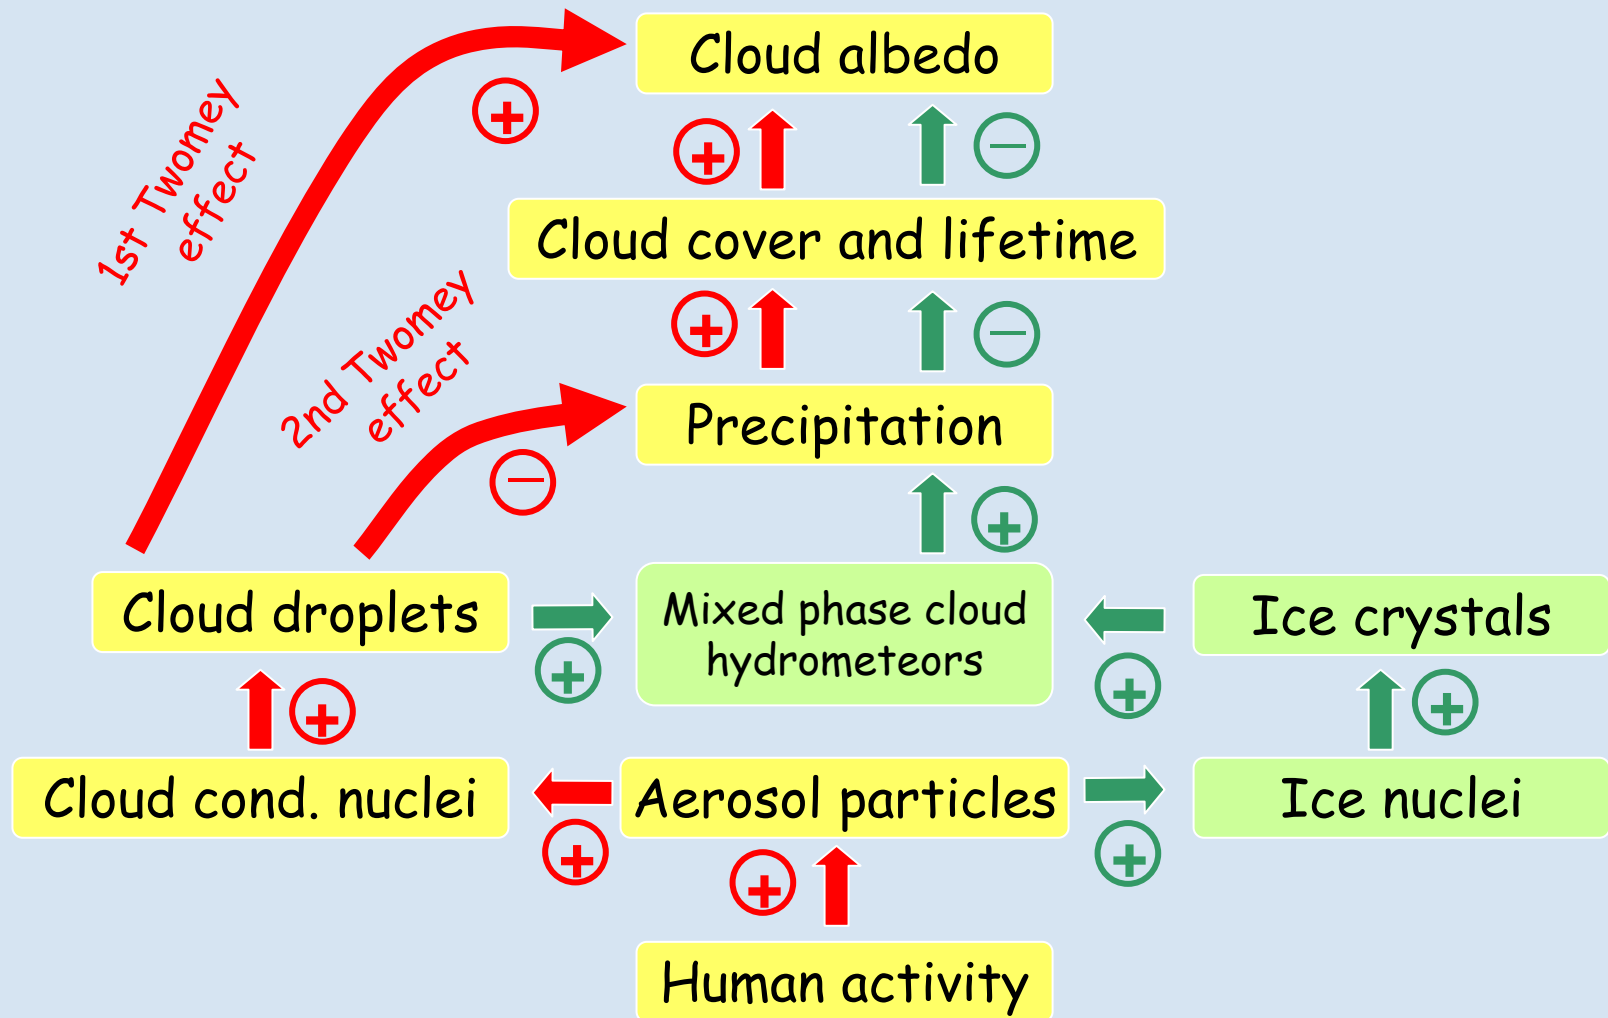 Cloud albedo
+
+
−
1st Twomey
effect
Cloud cover and lifetime
+
−
2nd Twomey
effect
Precipitation
−
+
Cloud droplets
Mixed phase cloud
hydrometeors
Ice crystals
+
+
+
+
Cloud cond. nuclei
Aerosol particles
Ice nuclei
+
+
+
Human activity